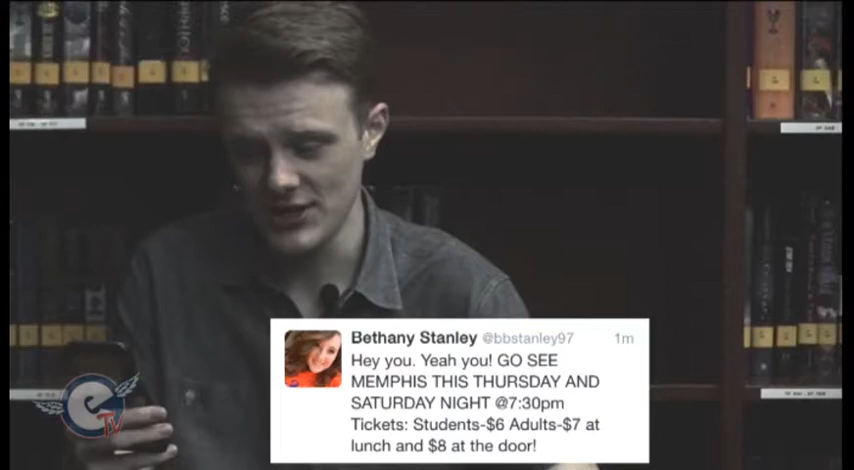 Bethany Stanley @bbstanley97 1m
Hey you. Yeah you! GO SEE
MEMPHIS THIS THURSDAY AND
SATURDAY NIGHT @7:30pm
Tickets: Students-$6 Adults-$7 at
lunch and $8 at the door!
eTV